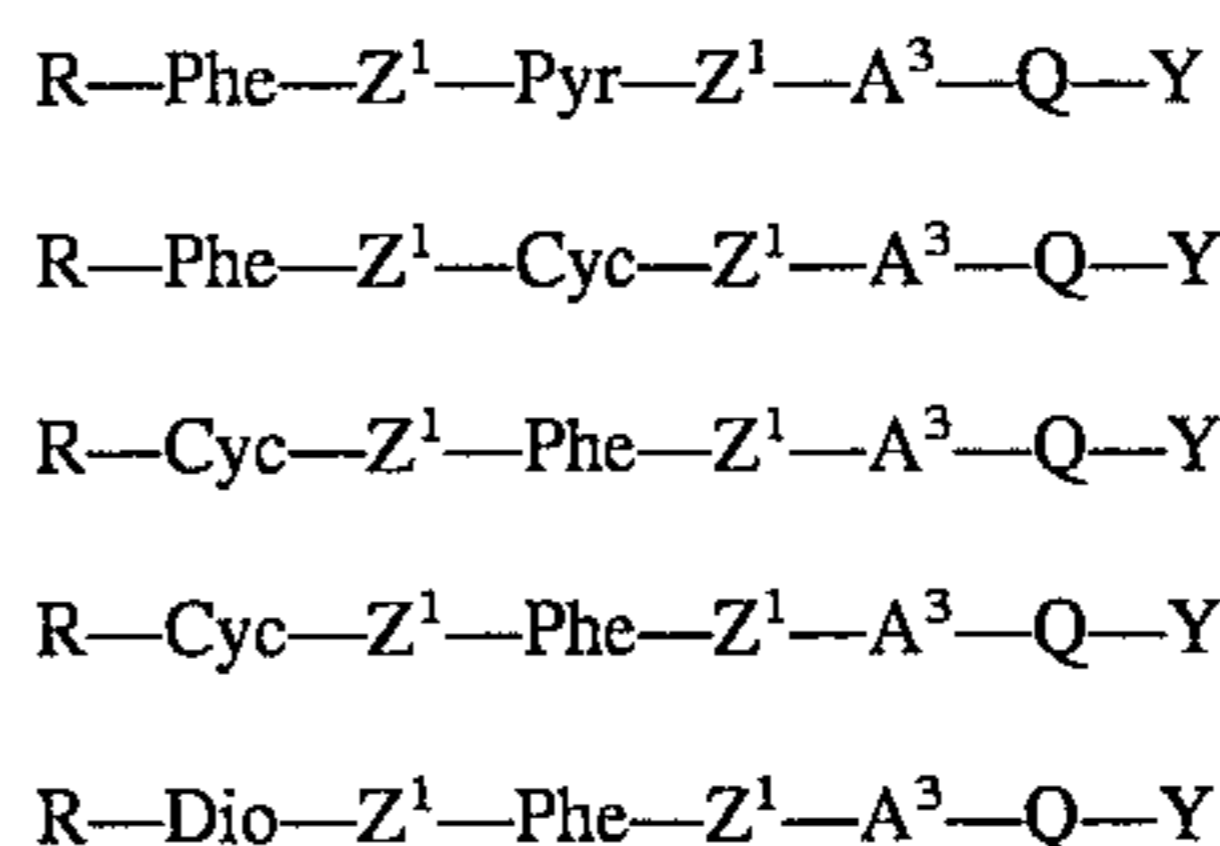 R—Phe—Z¹—Pyr—Z¹—A³—Q—Y
R—Phe—Z¹—Cyc—Z¹—A³—Q—Y
R—Cyc—Z¹—Phe—Z¹—A³—Q—Y
R—Cyc—Z¹—Phe—Z¹—A³—Q—Y
R—Dio—Z¹—Phe—Z¹—A³—Q—Y